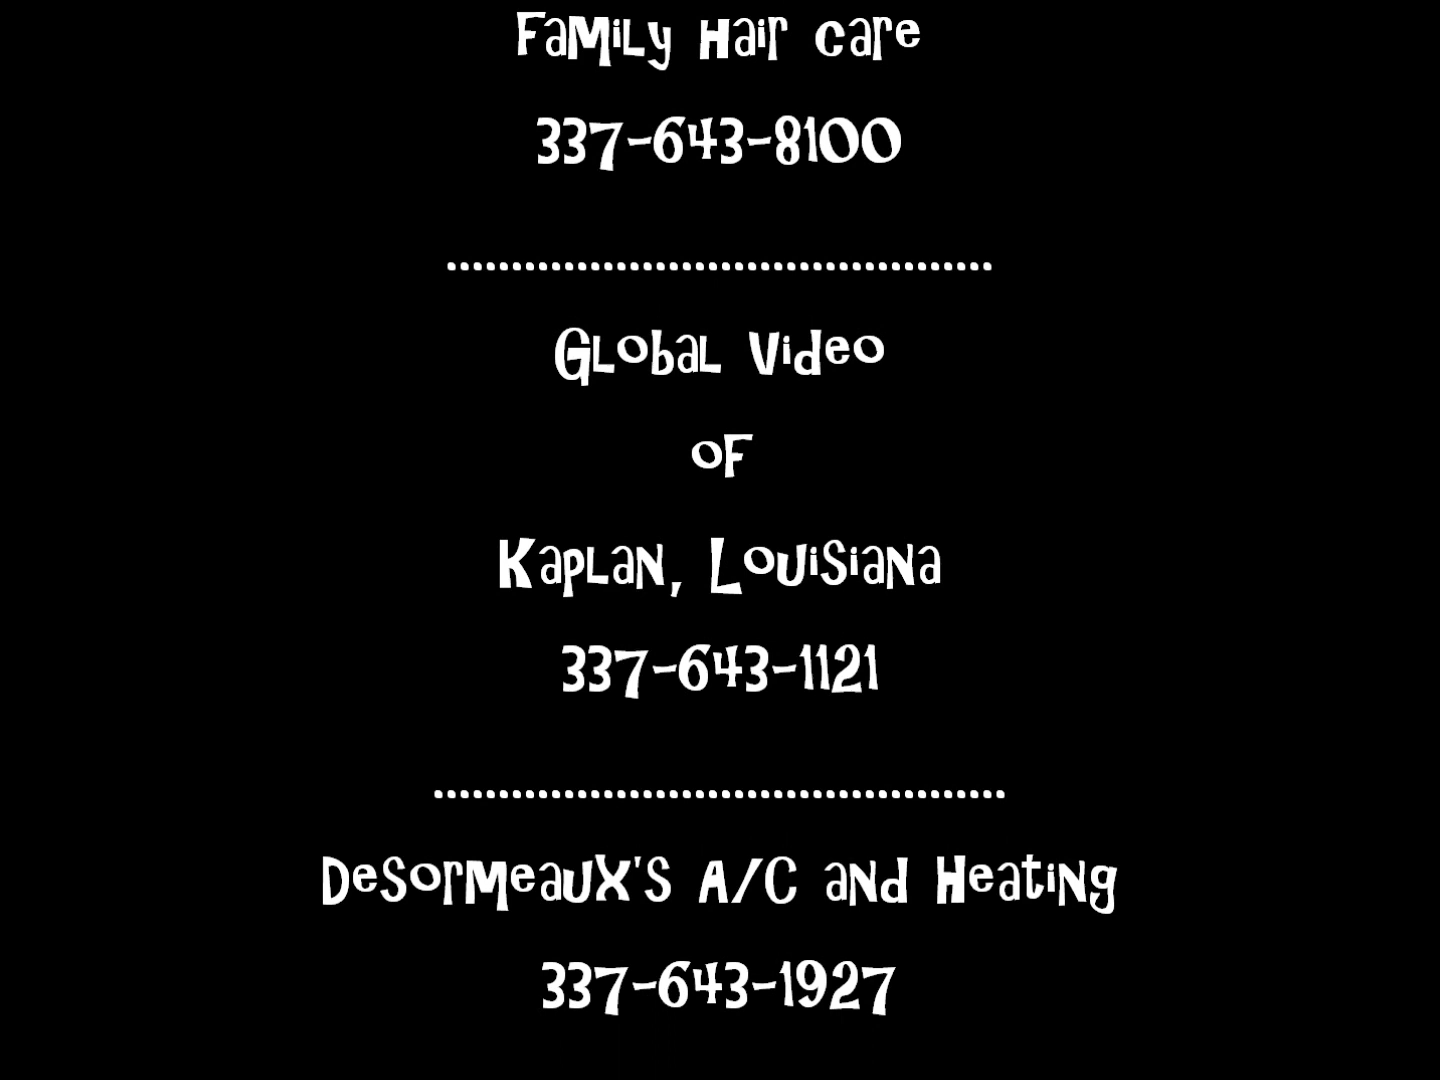 Family Hair Care
337-643-8100
..........................................
Global Video
of
Kaplan, Louisiana
337-643-1121
............................................
DeSormeaux's A/C and Heating
337-643-1927